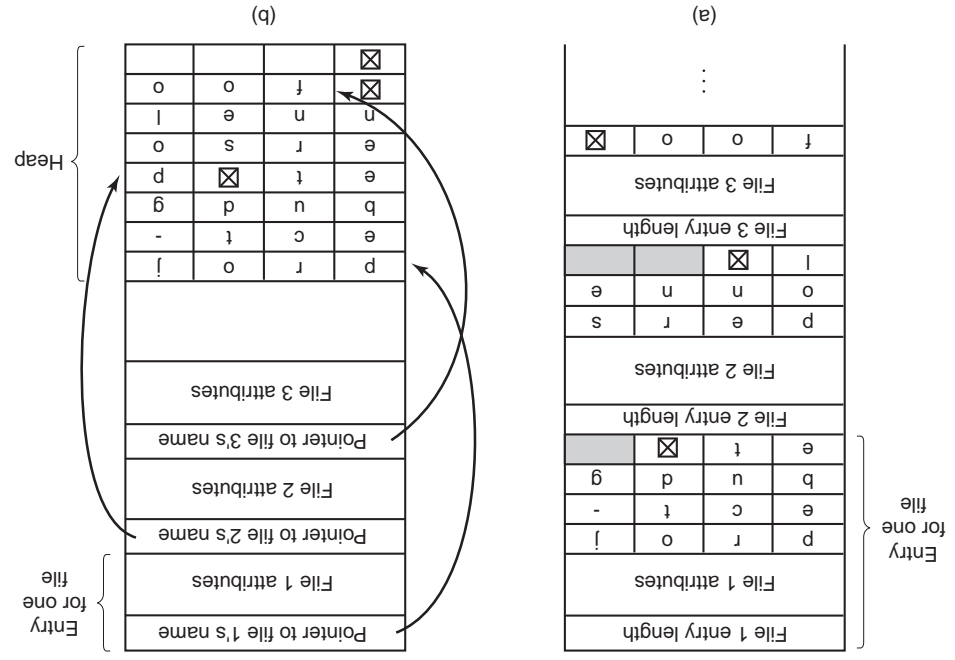 Entry
for one
file
File 1 entry length
File 1 attributes
p r o j
e c t -
b u d g
e t ☒
File 2 entry length
File 2 attributes
p e r s
o n n e
l ☒
File 3 entry length
File 3 attributes
f o o ☒
...
(a)
Pointer to file 1's name
File 1 attributes
Pointer to file 2's name
File 2 attributes
Pointer to file 3's name
File 3 attributes
p r o j
e c t -
b u d g
e t ☒ p
e r s o
n n e l
☒ f o o
☒
Entry
for one
file
Heap
(b)